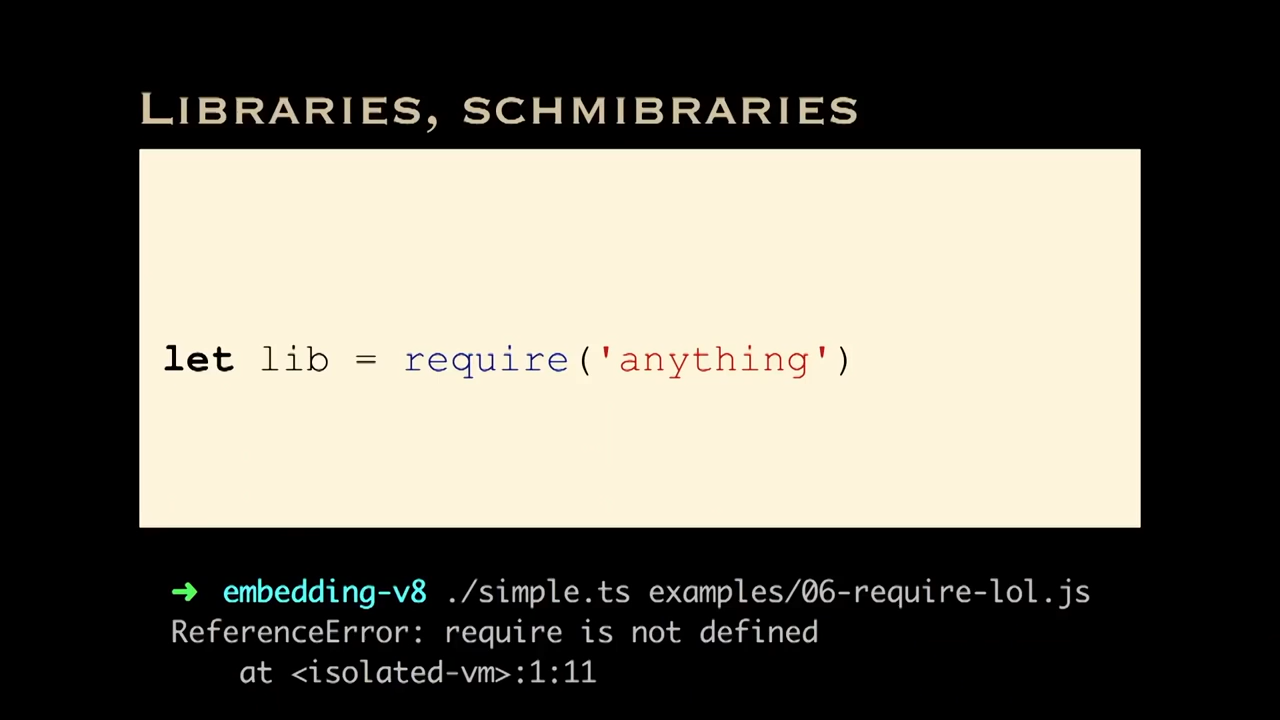 Libraries, schmibraries
let lib = require('anything')
➜ embedding-v8 ./simple.ts examples/06-require-lol.js
ReferenceError: require is not defined
at <isolated-vm>:1:11